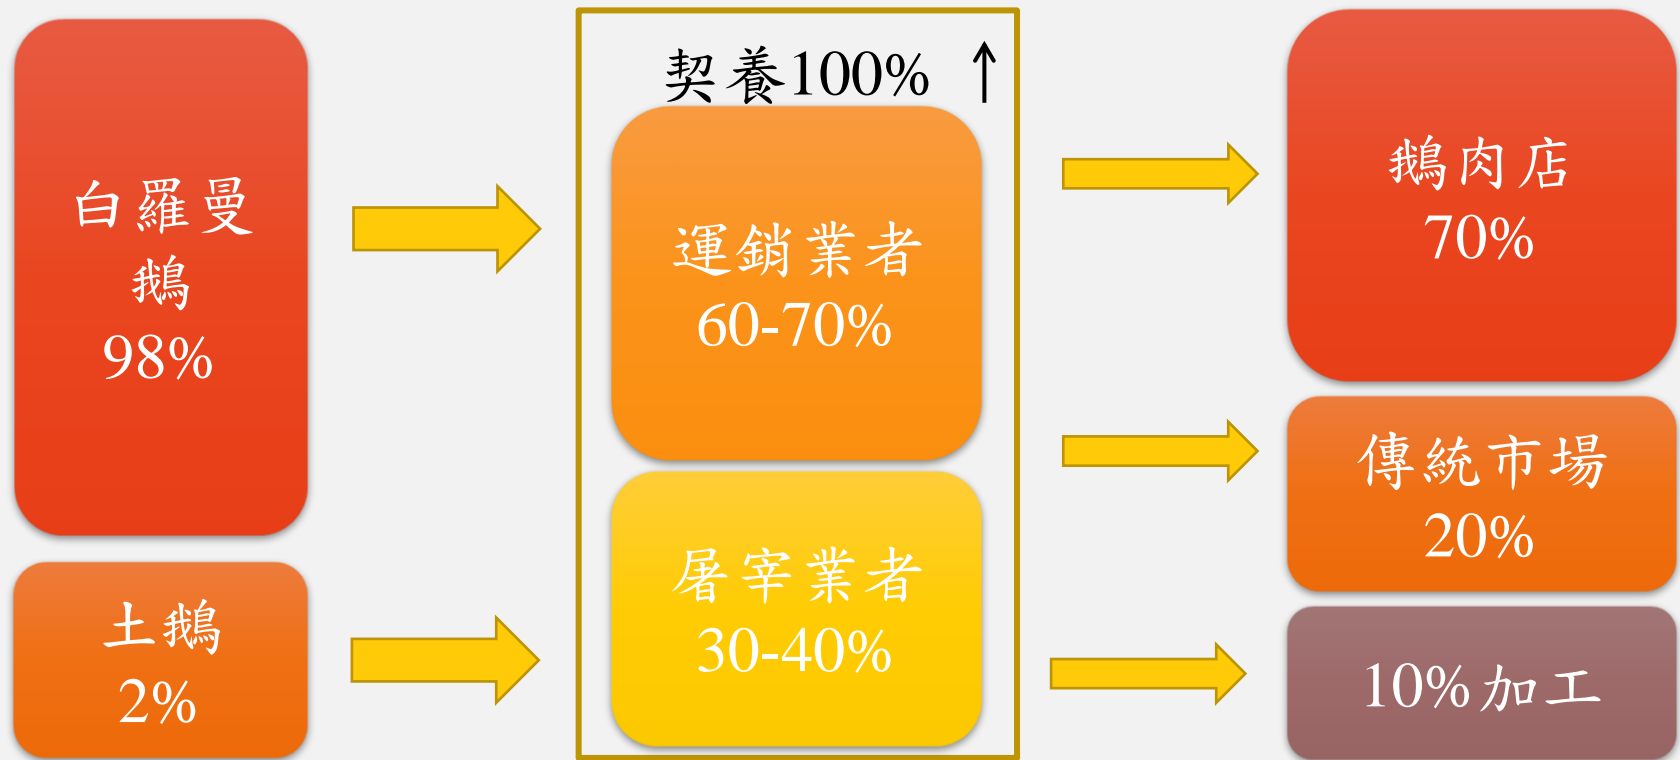 白羅曼
鵝
98%
土鵝
2%
契養100% ↑
運銷業者
60-70%
屠宰業者
30-40%
鵝肉店
70%
傳統市場
20%
10%加工